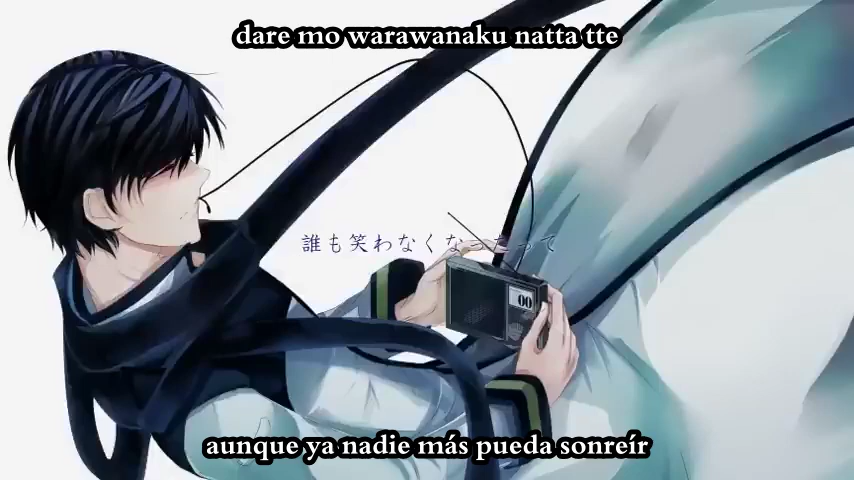 dare mo warawanaku natta tte
誰も笑わなくなったって
00
aunque ya nadie más pueda sonreír